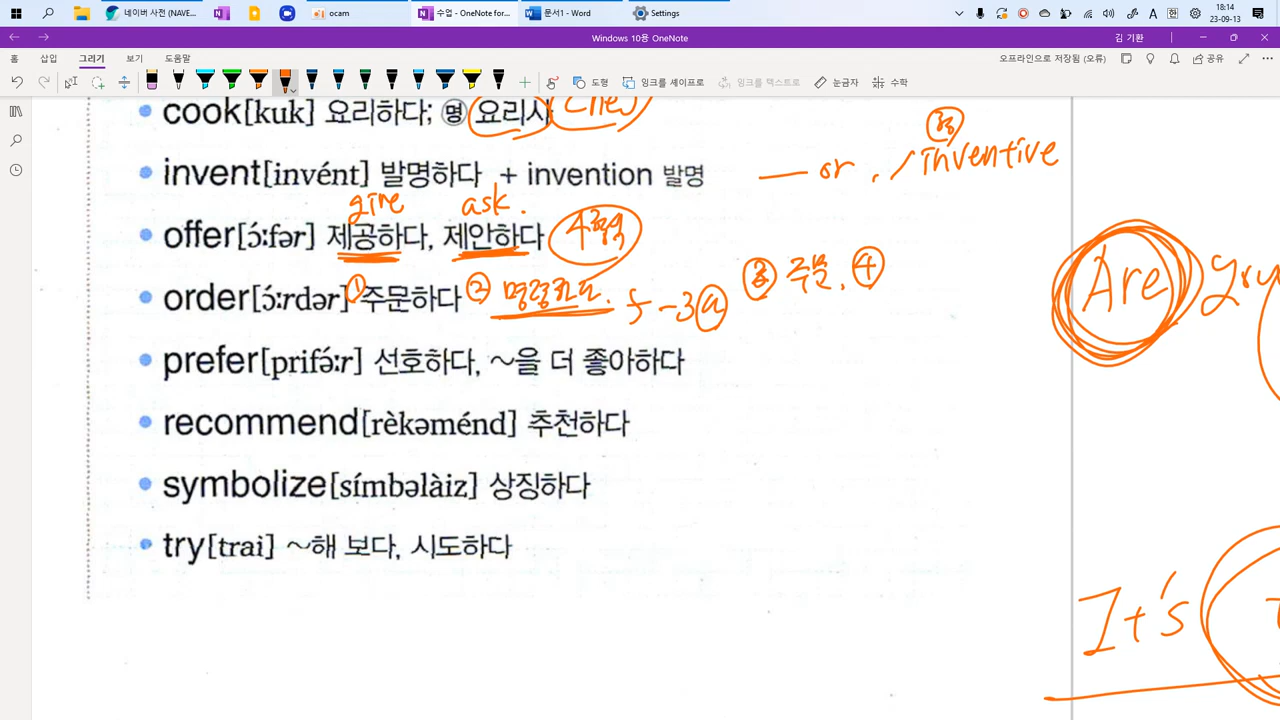 네이버 사전 (NAVE...
ocam
수업 - OneNote for...
문서1 - Word
Settings
A
한
18:14
23-09-13
Windows 10용 OneNote
김 기환
홈 삽입 그리기 보기 도움말
오프라인으로 저장됨 (오류)
공유
도형
잉크를 셰이프로
잉크를 텍스트로
눈금자
수학
cook[kuk] 요리하다; 명 요리사
형
invent[invént] 발명하다 + invention 발명 — or , / inventive
give ask.
offer[ɔ́ːfər] 제공하다, 제안하다 4형식
order[ɔ́ːrdər] ① 주문하다 ② 5-3ⓐ ③ 주문, ④
Are you
prefer[prifə́ːr] 선호하다, ~을 더 좋아하다
recommend[rèkəménd] 추천하다
symbolize[símbəlàiz] 상징하다
try[trai] ~해 보다, 시도하다
It's